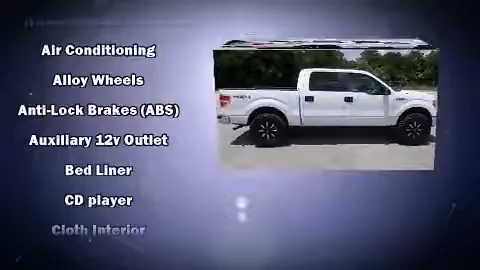 Air Conditioning
Alloy Wheels
Anti-Lock Brakes (ABS)
Auxiliary 12v Outlet
Bed Liner
CD player
Cloth Interior